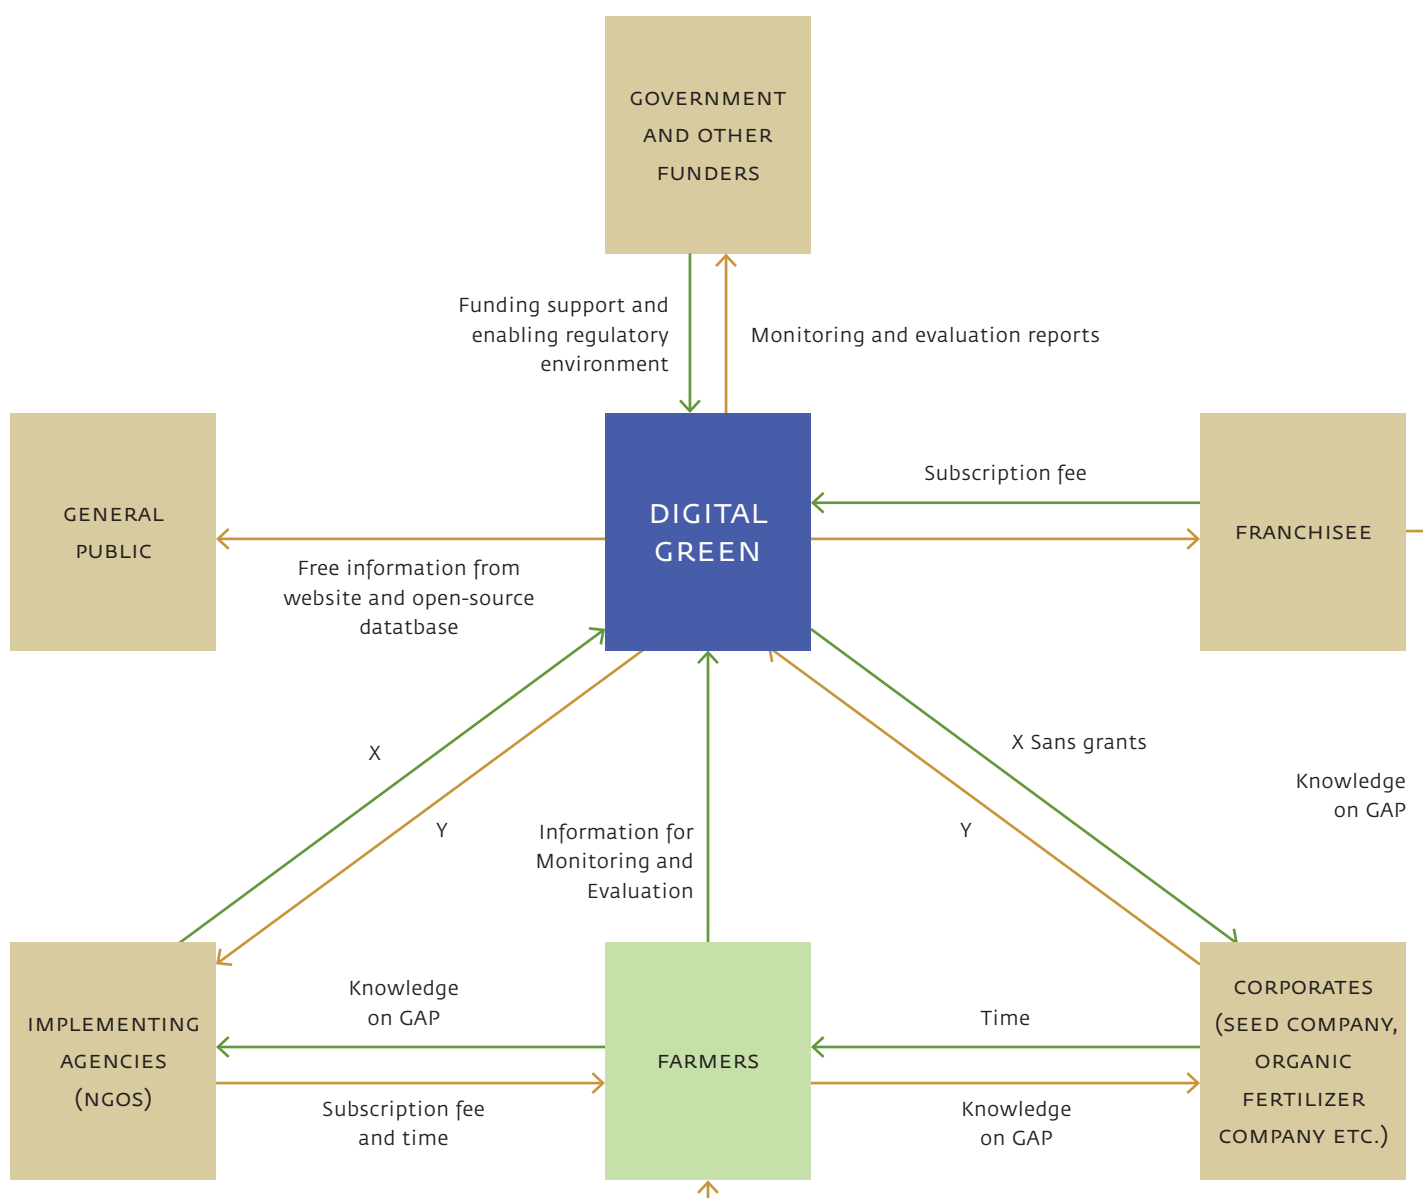 GOVERNMENT
AND OTHER
FUNDERS
Funding support and
enabling regulatory
environment
Monitoring and evaluation reports
GENERAL
PUBLIC
DIGITAL
GREEN
Subscription fee
FRANCHISEE
Free information from
website and open-source
datatbase
X
Y
Information for
Monitoring and
Evaluation
X Sans grants
Y
Knowledge
on GAP
IMPLEMENTING
AGENCIES
(NGOS)
Knowledge
on GAP
Subscription fee
and time
FARMERS
Time
Knowledge
on GAP
CORPORATES
(SEED COMPANY,
ORGANIC
FERTILIZER
COMPANY ETC.)